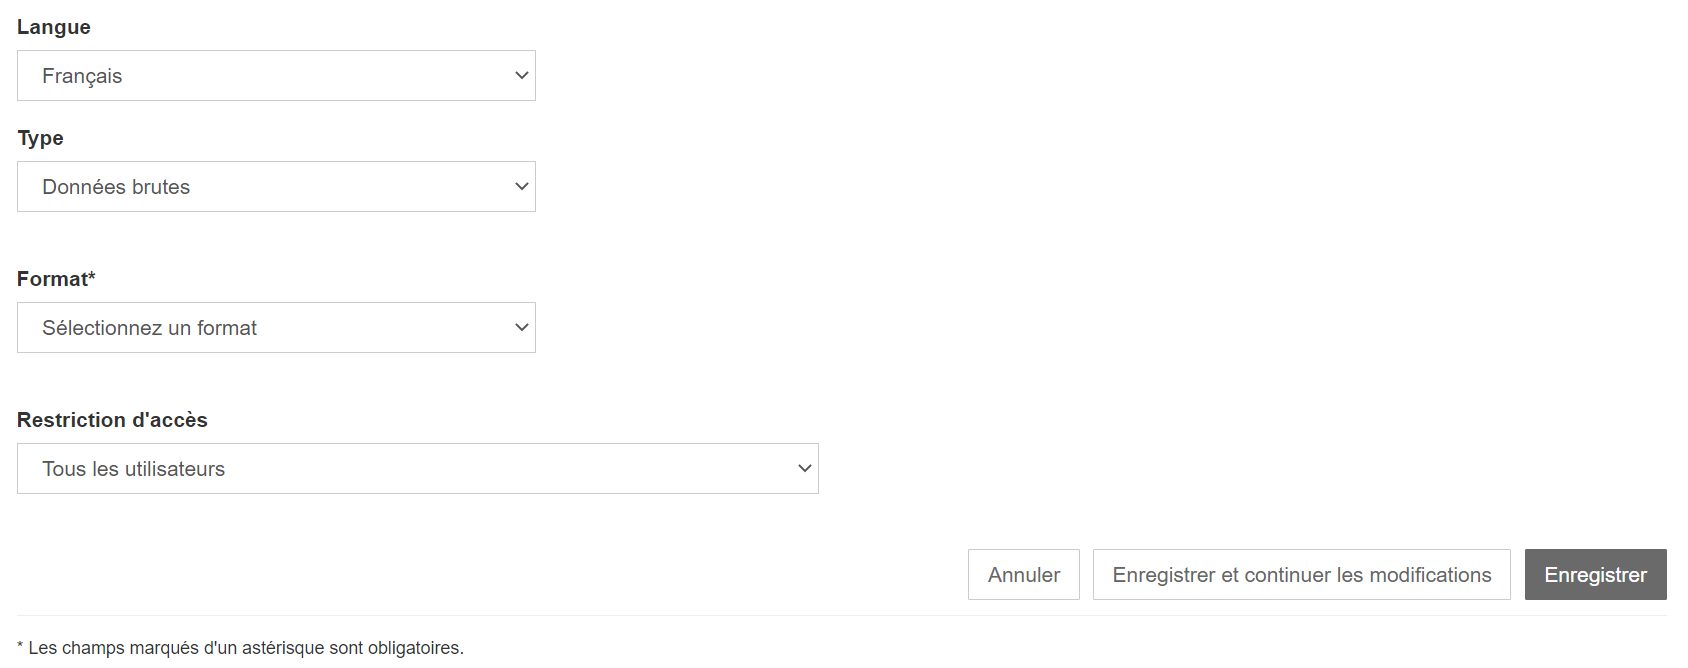 Langue
Français
Type
Données brutes
Format*
Sélectionnez un format
Restriction d'accès
Tous les utilisateurs
Annuler
Enregistrer et continuer les modifications
Enregistrer
* Les champs marqués d'un astérisque sont obligatoires.